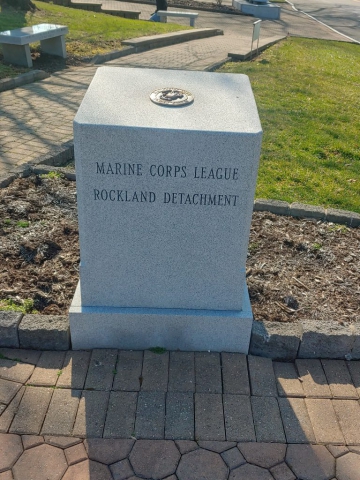 MARINE CORPS LEAGUE
ROCKLAND DETACHMENT